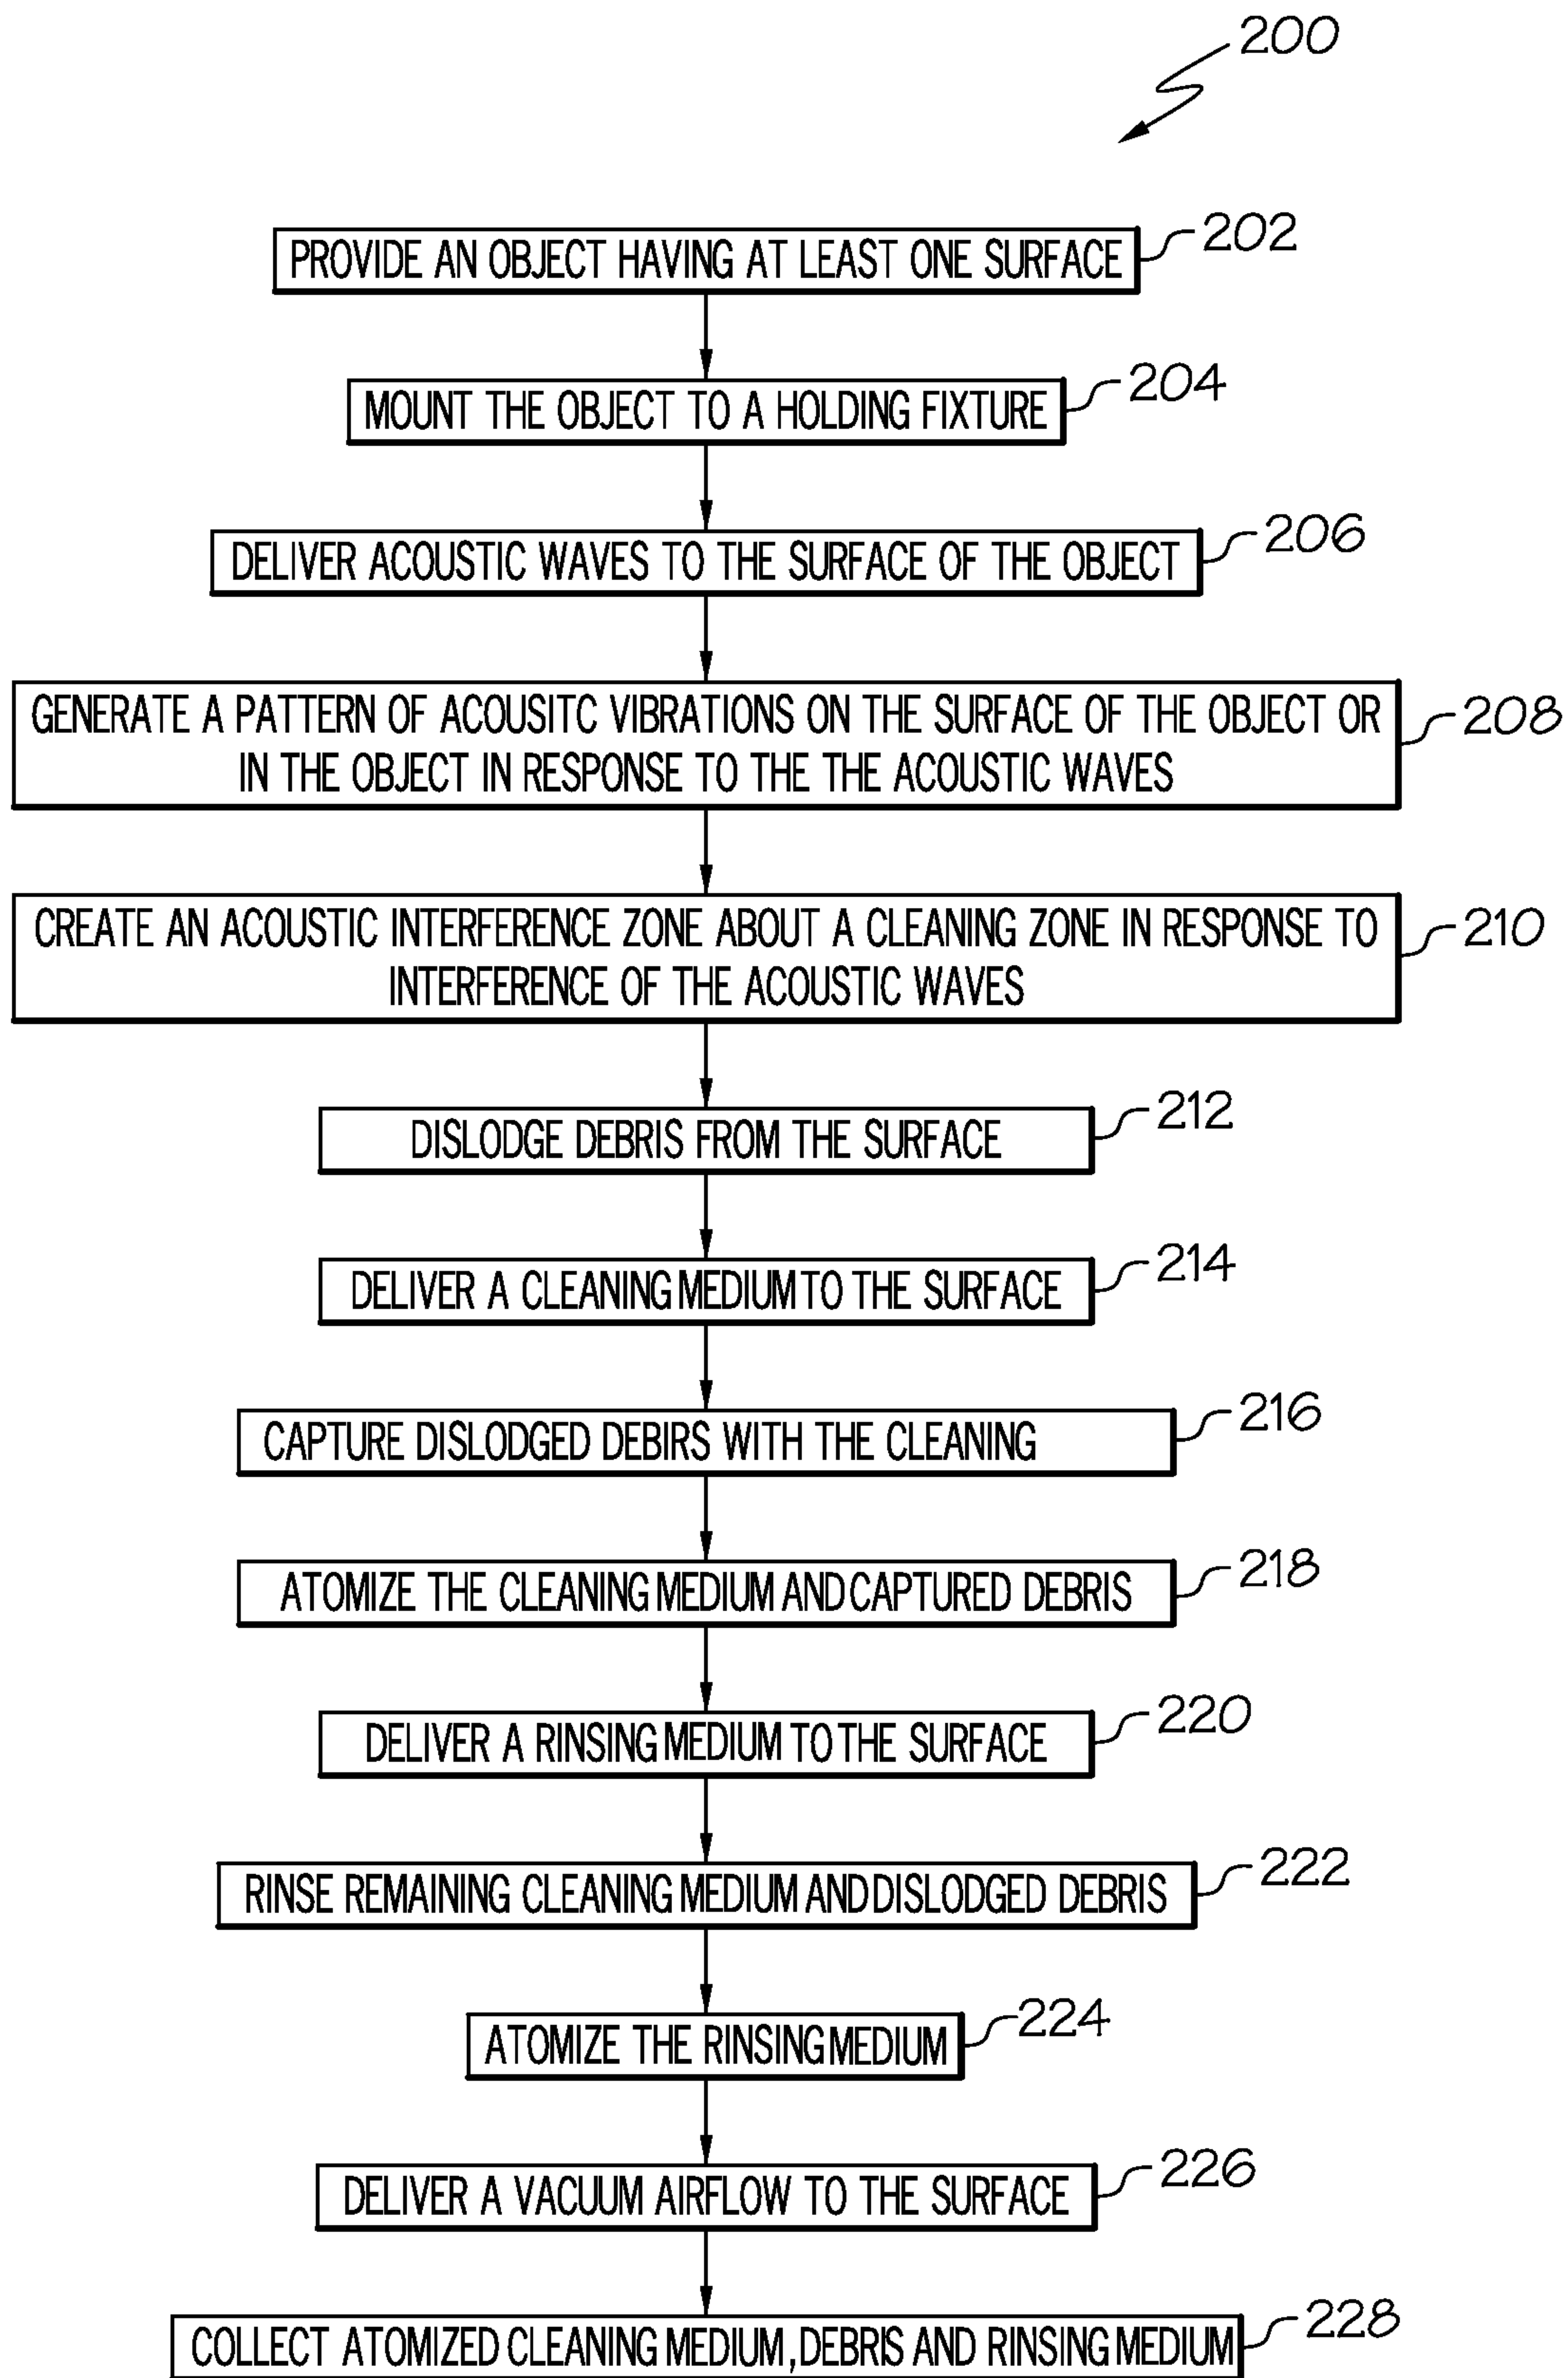 200
PROVIDE AN OBJECT HAVING AT LEAST ONE SURFACE
202
MOUNT THE OBJECT TO A HOLDING FIXTURE
204
DELIVER ACOUSTIC WAVES TO THE SURFACE OF THE OBJECT
206
GENERATE A PATTERN OF ACOUSITC VIBRATIONS ON THE SURFACE OF THE OBJECT OR
IN THE OBJECT IN RESPONSE TO THE THE ACOUSTIC WAVES
208
CREATE AN ACOUSTIC INTERFERENCE ZONE ABOUT A CLEANING ZONE IN RESPONSE TO
INTERFERENCE OF THE ACOUSTIC WAVES
210
DISLODGE DEBRIS FROM THE SURFACE
212
DELIVER A CLEANING MEDIUM TO THE SURFACE
214
CAPTURE DISLODGED DEBIRS WITH THE CLEANING
216
ATOMIZE THE CLEANING MEDIUM AND CAPTURED DEBRIS
218
DELIVER A RINSING MEDIUM TO THE SURFACE
220
RINSE REMAINING CLEANING MEDIUM AND DISLODGED DEBRIS
222
ATOMIZE THE RINSING MEDIUM
224
DELIVER A VACUUM AIRFLOW TO THE SURFACE
226
COLLECT ATOMIZED CLEANING MEDIUM, DEBRIS AND RINSING MEDIUM
228